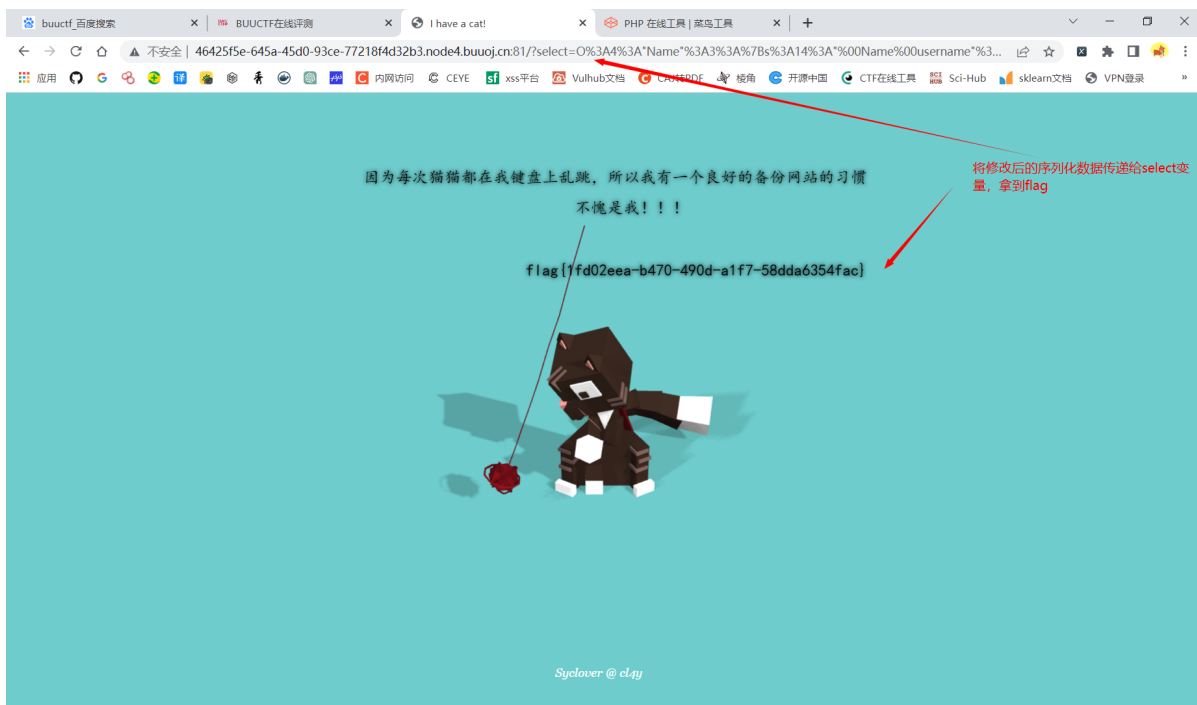 buuctf_百度搜索
BUUCTF在线评测
I have a cat!
PHP 在线工具 | 菜鸟工具
不安全 | 46425f5e-645a-45d0-93ce-77218f4d32b3.node4.buuoj.cn:81/?select=O%3A4%3A"Name"%3A3%3A%7Bs%3A14%3A"%00Name%00username"%3...
应用 内网访问 CEYE xss平台 Vulhub文档 CAJ转PDF 棱角 开源中国 CTF在线工具 Sci-Hub sklearn文档 VPN登录 »
将修改后的序列化数据传递给select变
量，拿到flag
因为每次猫猫都在我键盘上乱跳，所以我有一个良好的备份网站的习惯
不愧是我！！！
flag{1fd02eea-b470-490d-a1f7-58dda6354fac}
Syclover @ cl4y